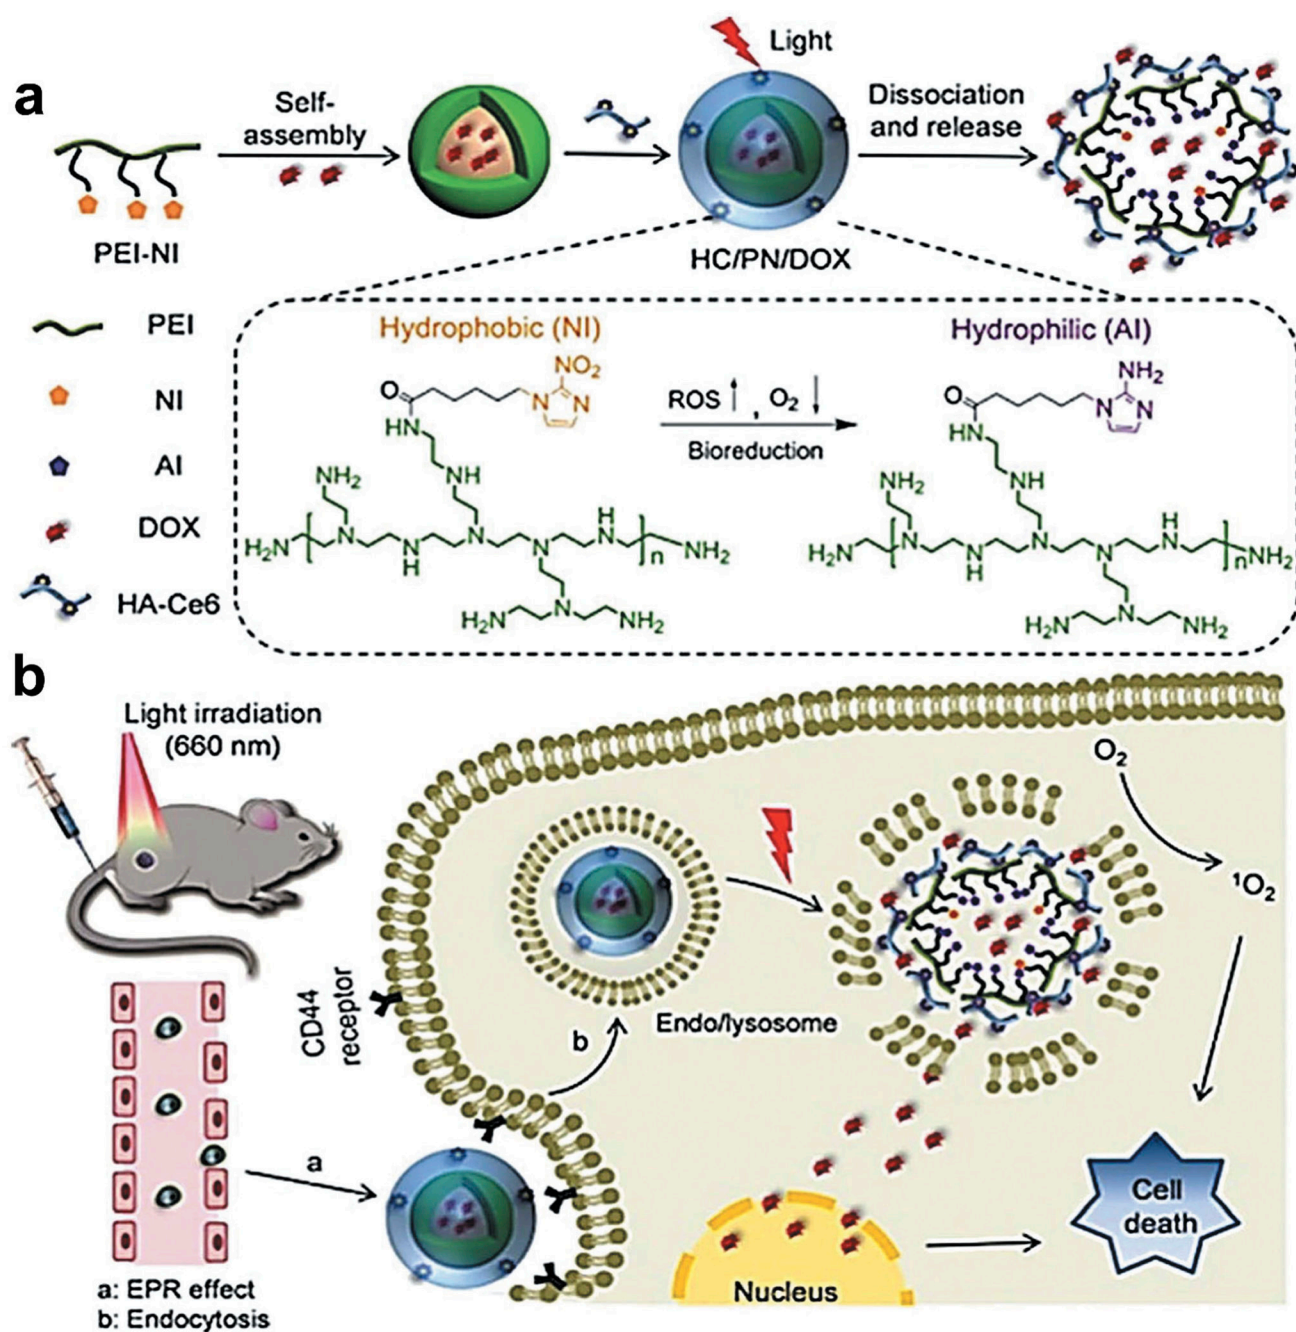 a
Self-
assembly
Light
Dissociation
and release
PEI-NI
HC/PN/DOX
PEI
NI
AI
DOX
HA-Ce6
Hydrophobic (NI)
Hydrophilic (AI)
NO₂
O
N
N
HN
NH
NH₂
H₂N
N
N
H
N
N
H
N
n
NH₂
N
H₂N
NH₂
ROS ↑, O₂ ↓
Bioreduction
NH₂
O
N
N
HN
NH
NH₂
H₂N
N
N
H
N
N
H
N
n
NH₂
N
H₂N
NH₂
b
Light irradiation
(660 nm)
CD44
receptor
b
Endo/lysosome
O₂
¹O₂
a
Cell
death
Nucleus
a: EPR effect
b: Endocytosis